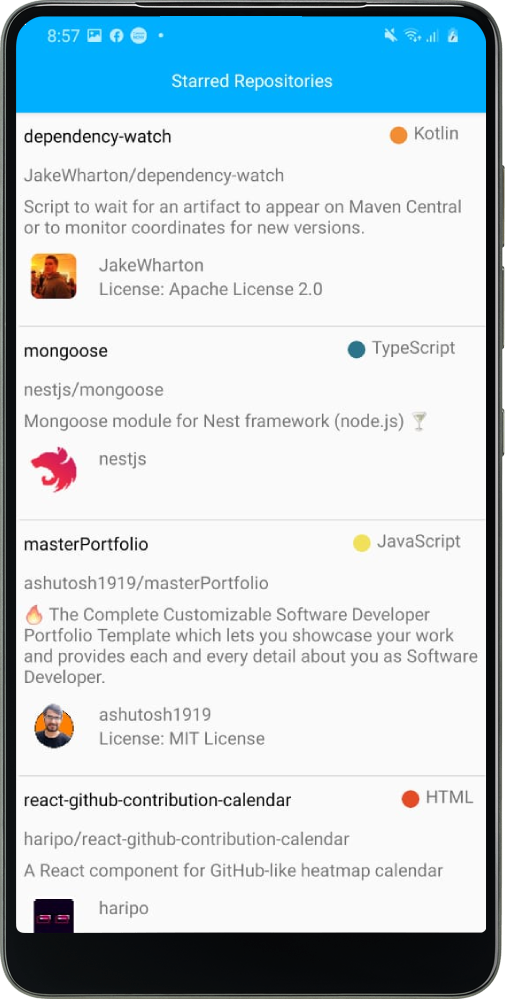 8:57
Starred Repositories
dependency-watch
Kotlin
JakeWharton/dependency-watch
Script to wait for an artifact to appear on Maven Central
or to monitor coordinates for new versions.
JakeWharton
License: Apache License 2.0
mongoose
TypeScript
nestjs/mongoose
Mongoose module for Nest framework (node.js) 🍸
nestjs
masterPortfolio
JavaScript
ashutosh1919/masterPortfolio
🔥 The Complete Customizable Software Developer
Portfolio Template which lets you showcase your work
and provides each and every detail about you as Software
Developer.
ashutosh1919
License: MIT License
react-github-contribution-calendar
HTML
haripo/react-github-contribution-calendar
A React component for GitHub-like heatmap calendar
haripo